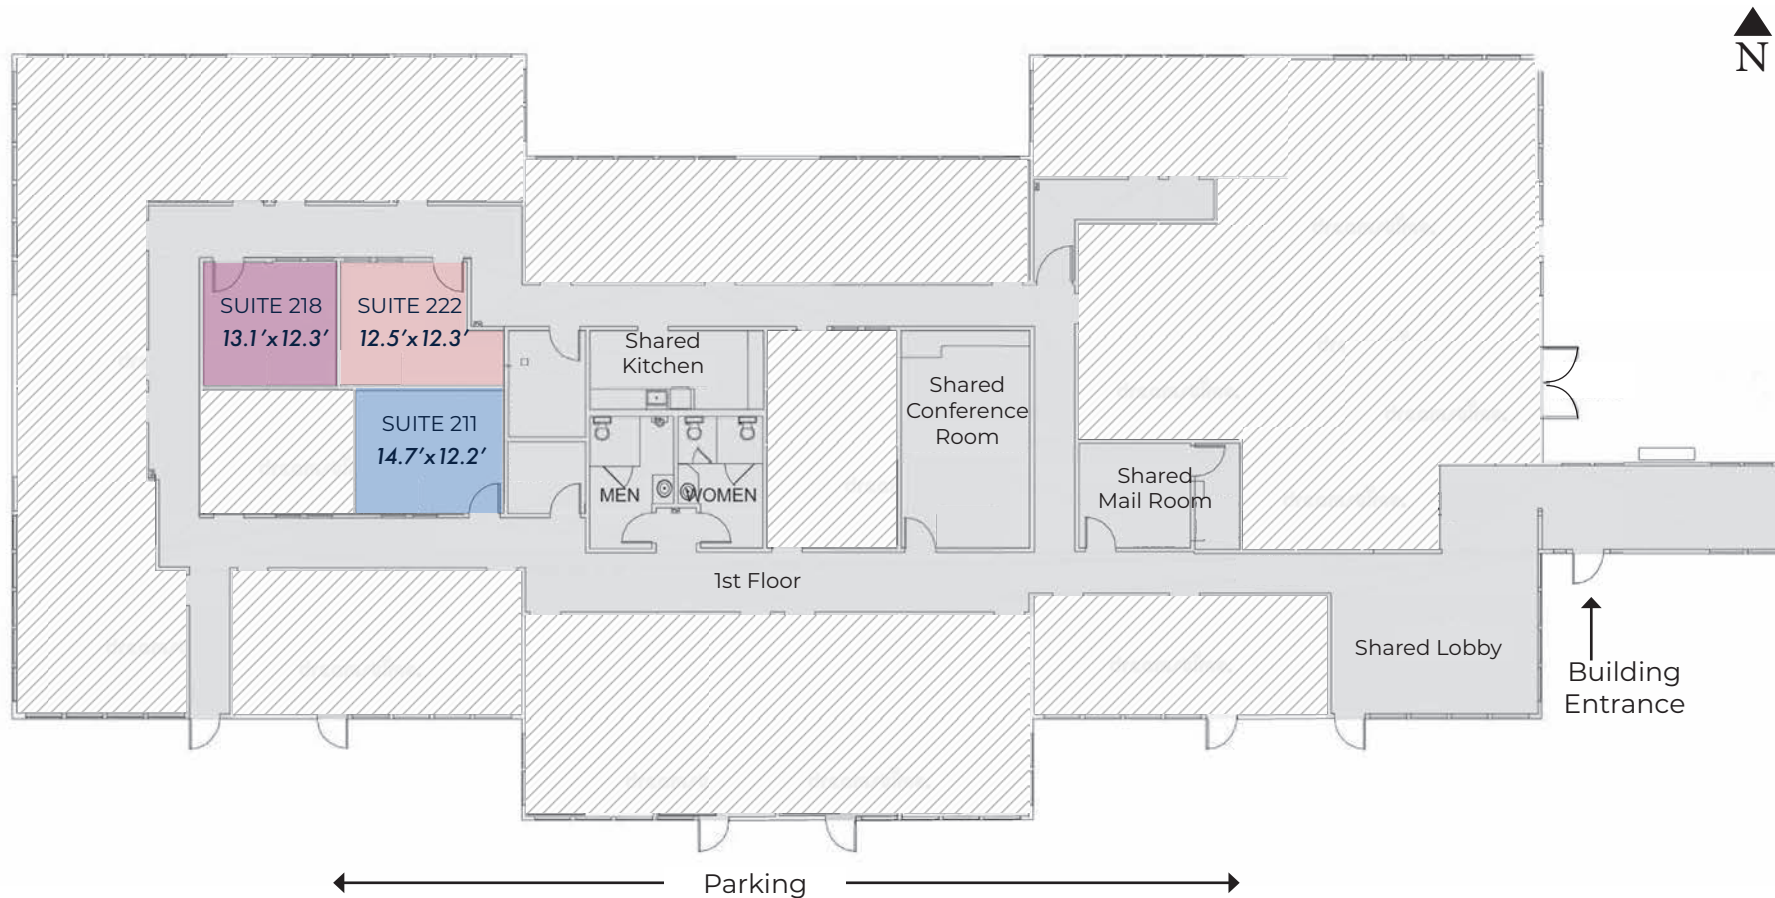 N
SUITE 218
13.1'x12.3'
SUITE 222
12.5'x12.3'
SUITE 211
14.7'x12.2'
Shared
Kitchen
MEN
WOMEN
Shared
Conference
Room
Shared
Mail Room
1st Floor
Shared Lobby
Building
Entrance
Parking